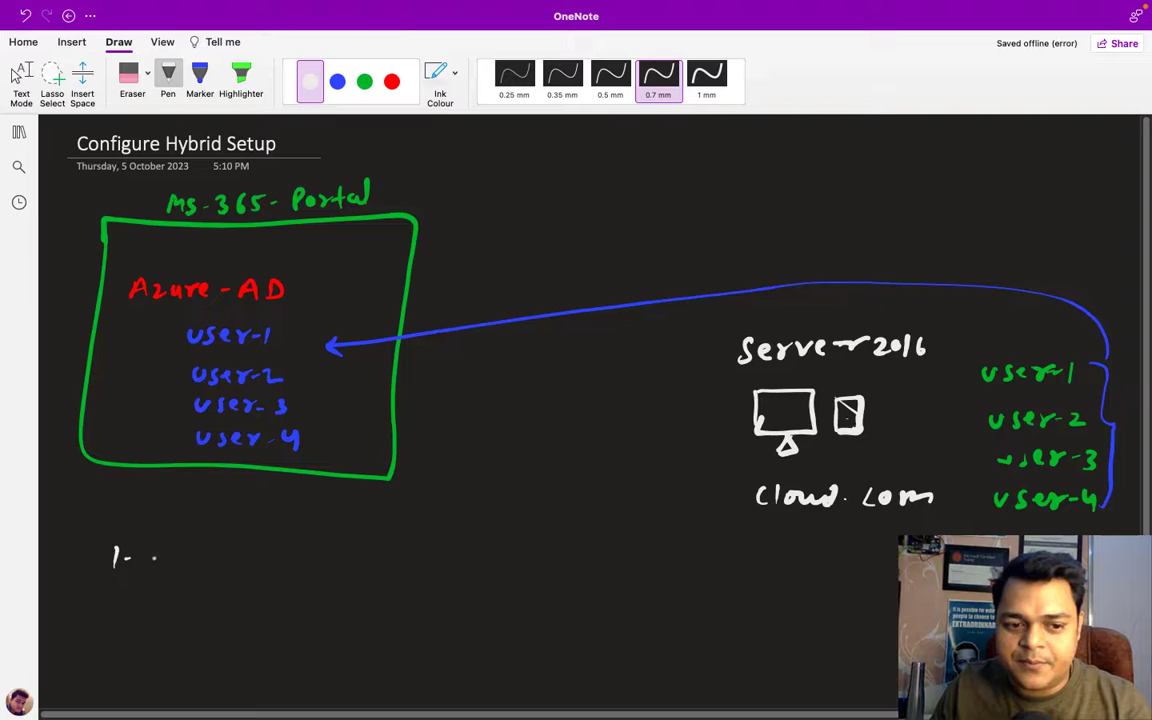 OneNote
Home Insert Draw View Tell me
Saved offline (error) Share
Text Mode
Lasso Select
Insert Space
Eraser
Pen
Marker
Highlighter
Ink Colour
0.25 mm 0.35 mm 0.5 mm 0.7 mm 1 mm
Configure Hybrid Setup
Thursday, 5 October 2023 5:10 PM
Ms-365-Portal
Azure-AD
user-1
user-2
user-3
user-4
Server 2016
cloud.com
user-1
user-2
user-3
user-4
1-
EXTRAORDINARY